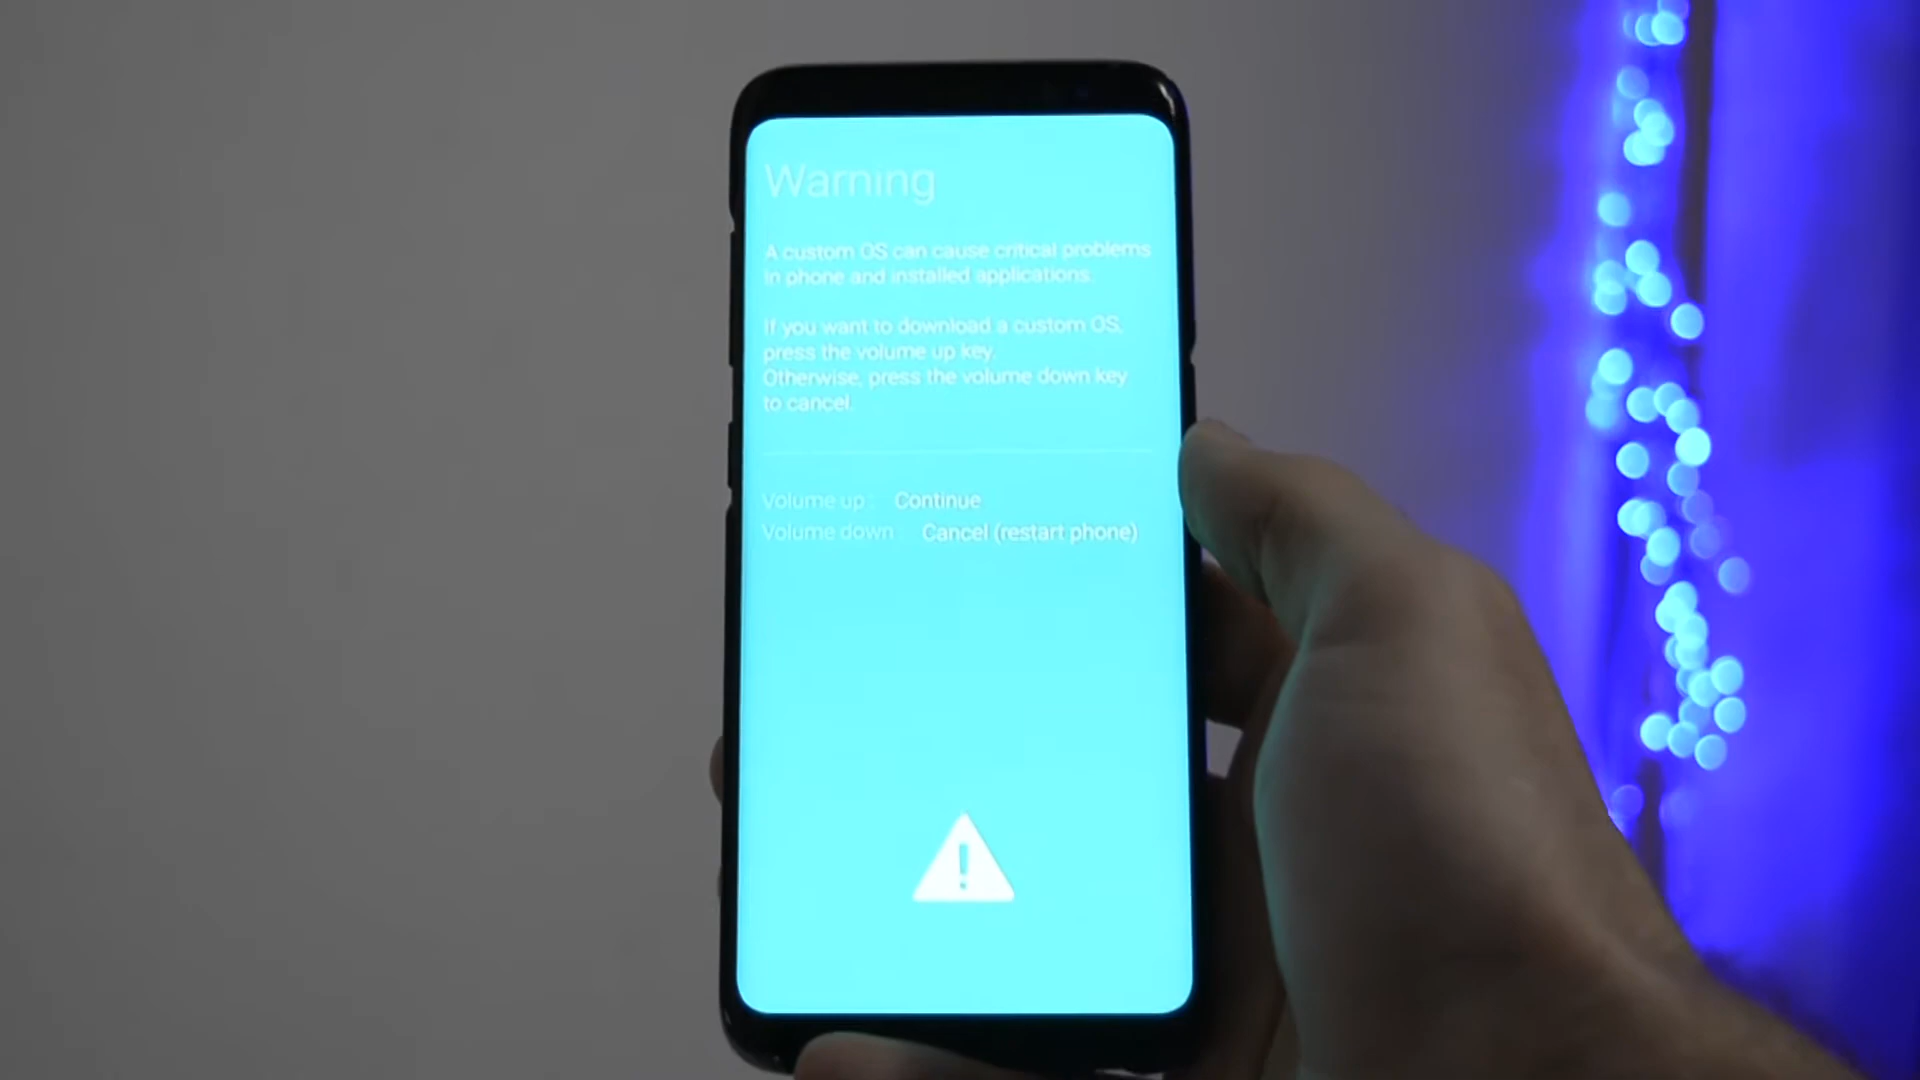 Warning
A custom OS can cause critical problems
in phone and installed applications.
If you want to download a custom OS,
press the volume up key.
Otherwise, press the volume down key
to cancel.
Volume up : Continue
Volume down : Cancel (restart phone)